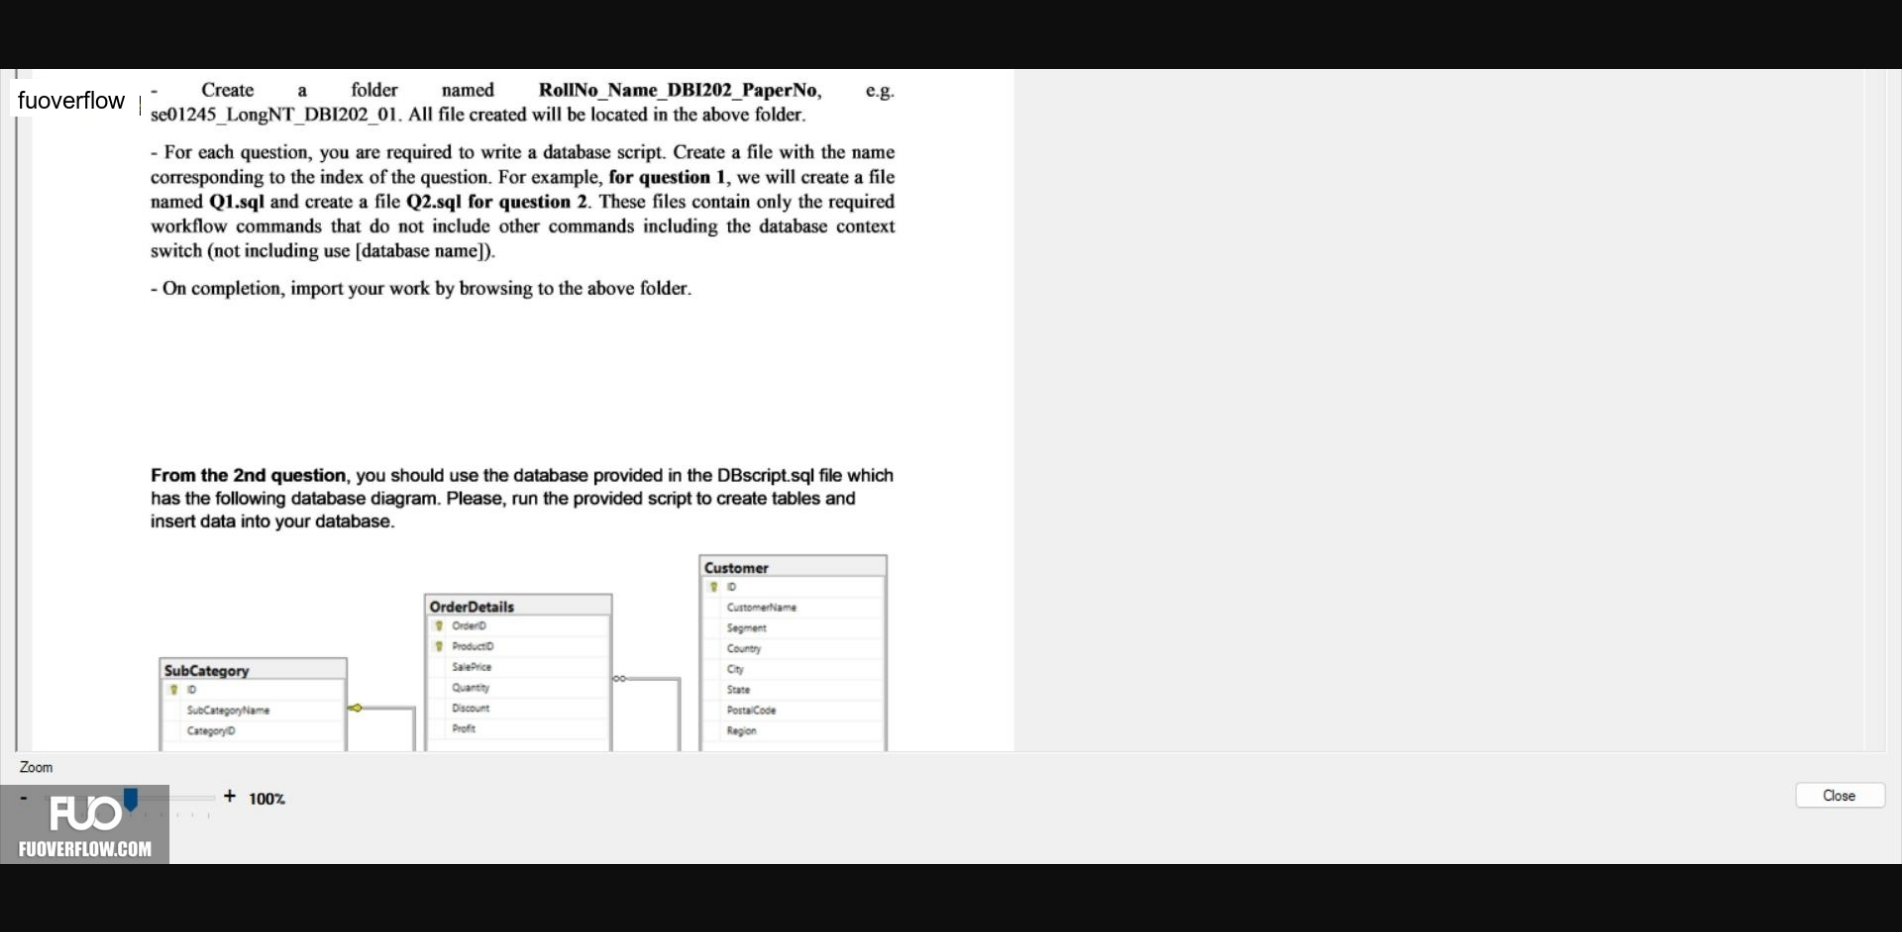 fuoverflow
- Create a folder named RollNo_Name_DBI202_PaperNo, e.g.
se01245_LongNT_DBI202_01. All file created will be located in the above folder.
- For each question, you are required to write a database script. Create a file with the name
corresponding to the index of the question. For example, for question 1, we will create a file
named Q1.sql and create a file Q2.sql for question 2. These files contain only the required
workflow commands that do not include other commands including the database context
switch (not including use [database name]).
- On completion, import your work by browsing to the above folder.
From the 2nd question, you should use the database provided in the DBscript.sql file which
has the following database diagram. Please, run the provided script to create tables and
insert data into your database.
SubCategory
ID
SubCategoryName
CategoryID
OrderDetails
OrderID
ProductID
SalePrice
Quantity
Discount
Profit
Customer
ID
CustomerName
Segment
Country
City
State
PostalCode
Region
Zoom
- + 100%
Close
FUO
FUOVERFLOW.COM